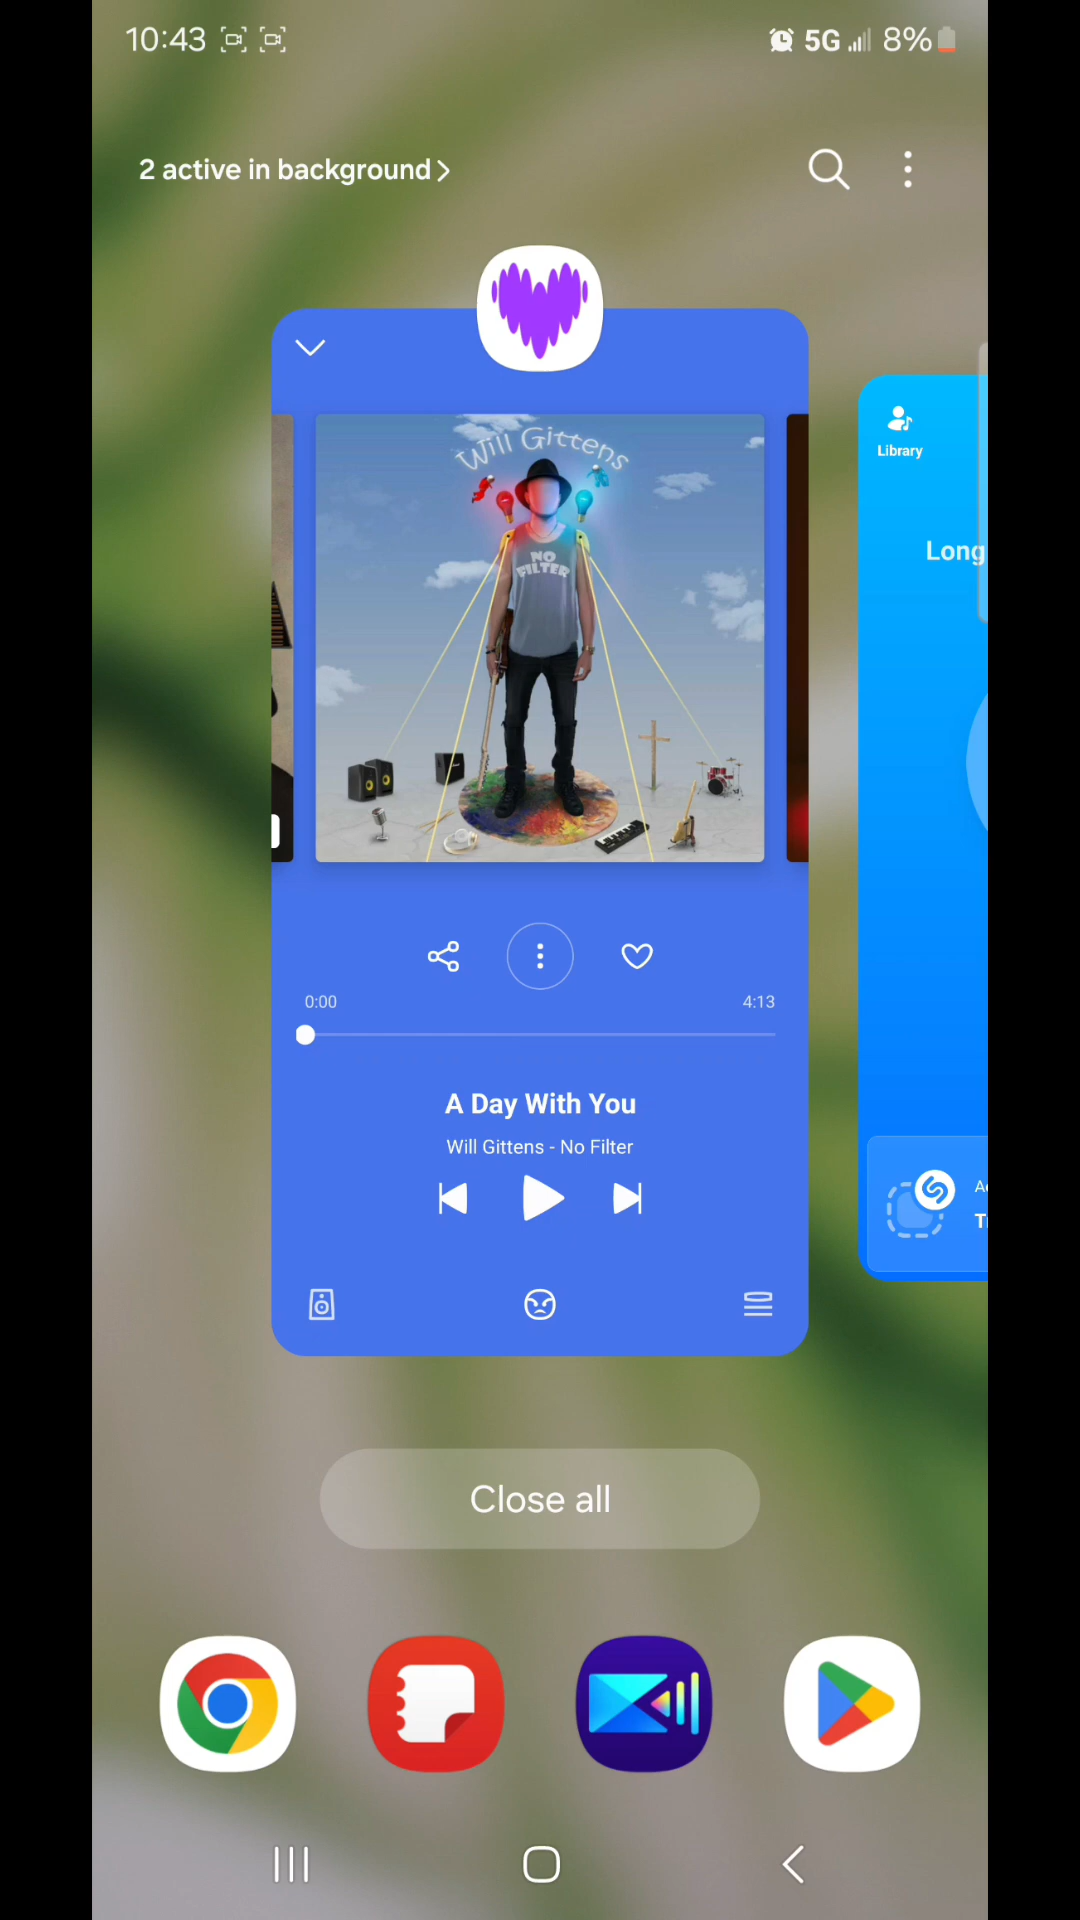 10:43
5G
8%
2 active in background
Will Gittens
NO
FILTER
Library
Long
0:00
4:13
A Day With You
Will Gittens - No Filter
Close all